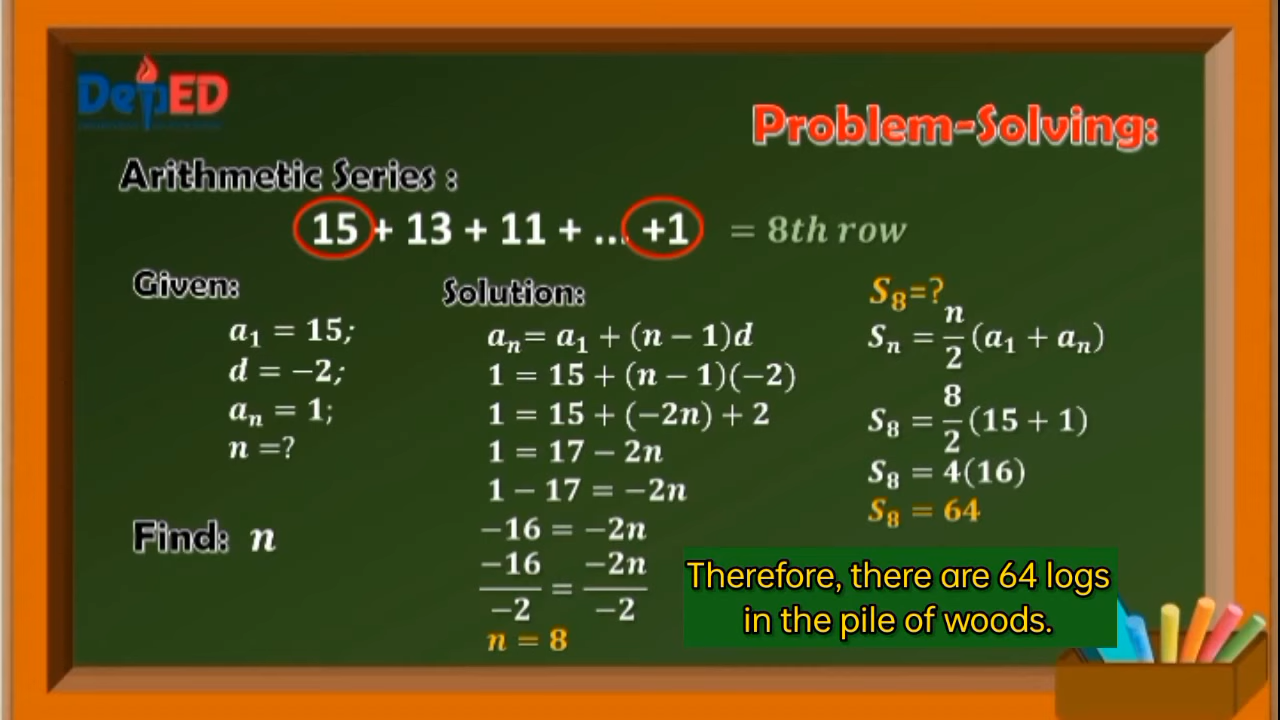 DepED
Problem-Solving:
Arithmetic Series :
15 + 13 + 11 + ... +1 = 8th row
Given:
a₁ = 15;
d = −2;
aₙ = 1;
n =?
Find: n
Solution:
aₙ= a₁ + (n − 1)d
1 = 15 + (n − 1)(−2)
1 = 15 + (−2n) + 2
1 = 17 − 2n
1 − 17 = −2n
−16 = −2n
−16/−2 = −2n/−2
n = 8
S₈=?
Sₙ = n/2 (a₁ + aₙ)
S₈ = 8/2 (15 + 1)
S₈ = 4(16)
S₈ = 64
Therefore, there are 64 logs
in the pile of woods.